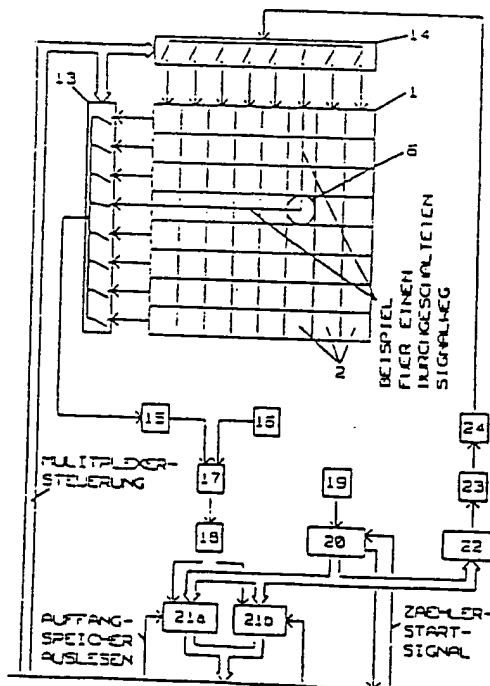 14
13
1
6
BEISPIEL
FUER EINEN
DURCHGESCHALTETEN
SIGNALWEG
2
15
16
24
MULITPLEXER-
STEUERUNG
17
19
23
18
20
22
21a
21b
AUFFANG-
SPEICHER
AUSLESEN
ZAEHLER-
START-
SIGNAL